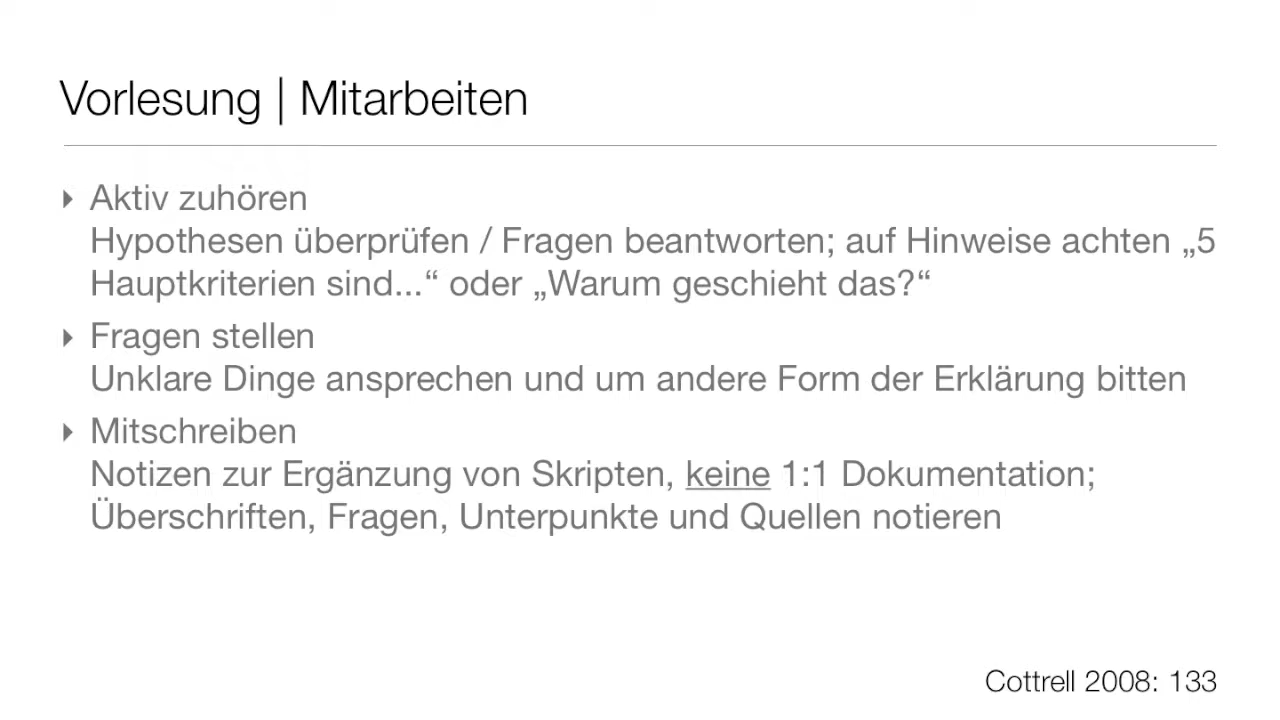 Vorlesung | Mitarbeiten
‣ Aktiv zuhören
Hypothesen überprüfen / Fragen beantworten; auf Hinweise achten „5
Hauptkriterien sind...“ oder „Warum geschieht das?“
‣ Fragen stellen
Unklare Dinge ansprechen und um andere Form der Erklärung bitten
‣ Mitschreiben
Notizen zur Ergänzung von Skripten, keine 1:1 Dokumentation;
Überschriften, Fragen, Unterpunkte und Quellen notieren
Cottrell 2008: 133